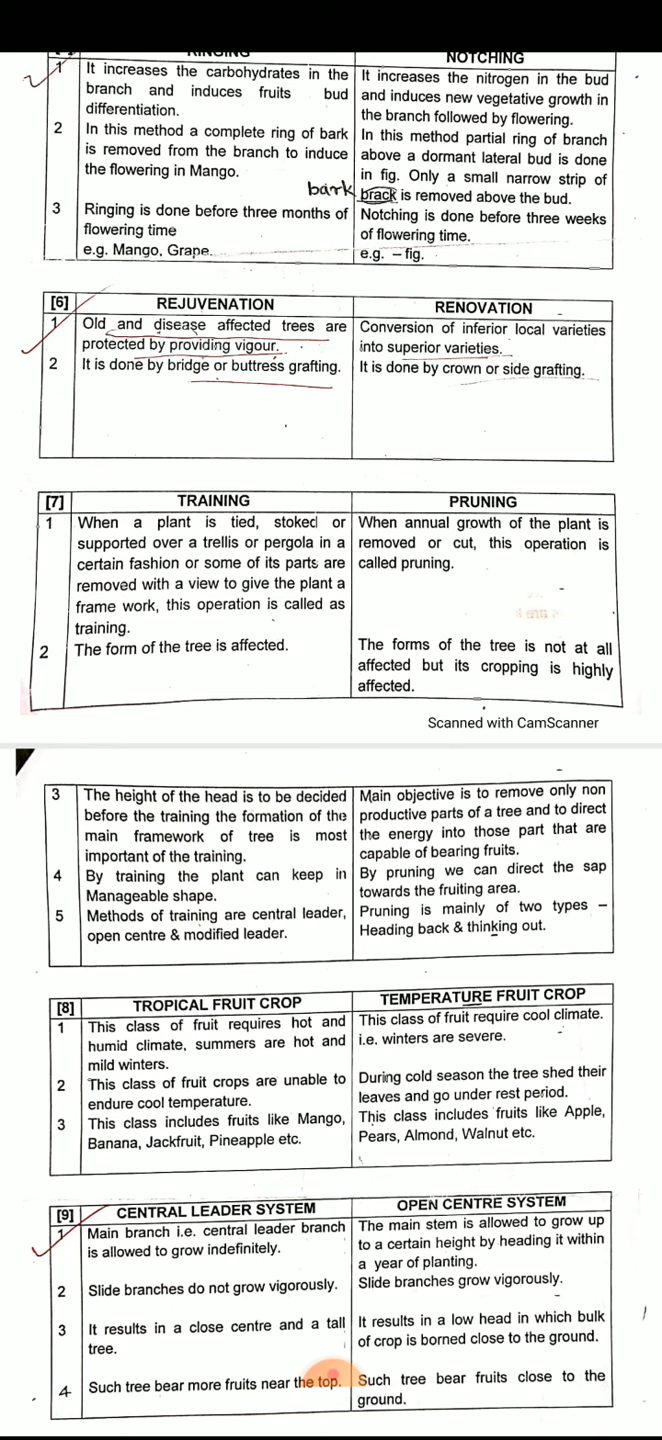 RINGING
NOTCHING
1
It increases the carbohydrates in the
branch and induces fruits bud
differentiation.
It increases the nitrogen in the bud
and induces new vegetative growth in
the branch followed by flowering.
2
In this method a complete ring of bark
is removed from the branch to induce
the flowering in Mango.
In this method partial ring of branch
above a dormant lateral bud is done
in fig. Only a small narrow strip of
bark
brack is removed above the bud.
3
Ringing is done before three months of
flowering time
e.g. Mango, Grape.
Notching is done before three weeks
of flowering time.
e.g. – fig.
[6]
REJUVENATION
RENOVATION
1
Old and disease affected trees are
protected by providing vigour.
Conversion of inferior local varieties
into superior varieties.
2
It is done by bridge or buttress grafting.
It is done by crown or side grafting.
[7]
TRAINING
PRUNING
1
When a plant is tied, stoked or
supported over a trellis or pergola in a
certain fashion or some of its parts are
removed with a view to give the plant a
frame work, this operation is called as
training.
When annual growth of the plant is
removed or cut, this operation is
called pruning.
2
The form of the tree is affected.
The forms of the tree is not at all
affected but its cropping is highly
affected.
Scanned with CamScanner
3
The height of the head is to be decided
before the training the formation of the
main framework of tree is most
important of the training.
Main objective is to remove only non
productive parts of a tree and to direct
the energy into those part that are
capable of bearing fruits.
4
By training the plant can keep in
Manageable shape.
By pruning we can direct the sap
towards the fruiting area.
5
Methods of training are central leader,
open centre & modified leader.
Pruning is mainly of two types –
Heading back & thinking out.
[8]
TROPICAL FRUIT CROP
TEMPERATURE FRUIT CROP
1
This class of fruit requires hot and
humid climate, summers are hot and
mild winters.
This class of fruit require cool climate.
i.e. winters are severe.
2
This class of fruit crops are unable to
endure cool temperature.
During cold season the tree shed their
leaves and go under rest period.
3
This class includes fruits like Mango,
Banana, Jackfruit, Pineapple etc.
This class includes fruits like Apple,
Pears, Almond, Walnut etc.
[9]
CENTRAL LEADER SYSTEM
OPEN CENTRE SYSTEM
1
Main branch i.e. central leader branch
is allowed to grow indefinitely.
The main stem is allowed to grow up
to a certain height by heading it within
a year of planting.
2
Slide branches do not grow vigorously.
Slide branches grow vigorously.
3
It results in a close centre and a tall
tree.
It results in a low head in which bulk
of crop is borned close to the ground.
4
Such tree bear more fruits near the top.
Such tree bear fruits close to the
ground.